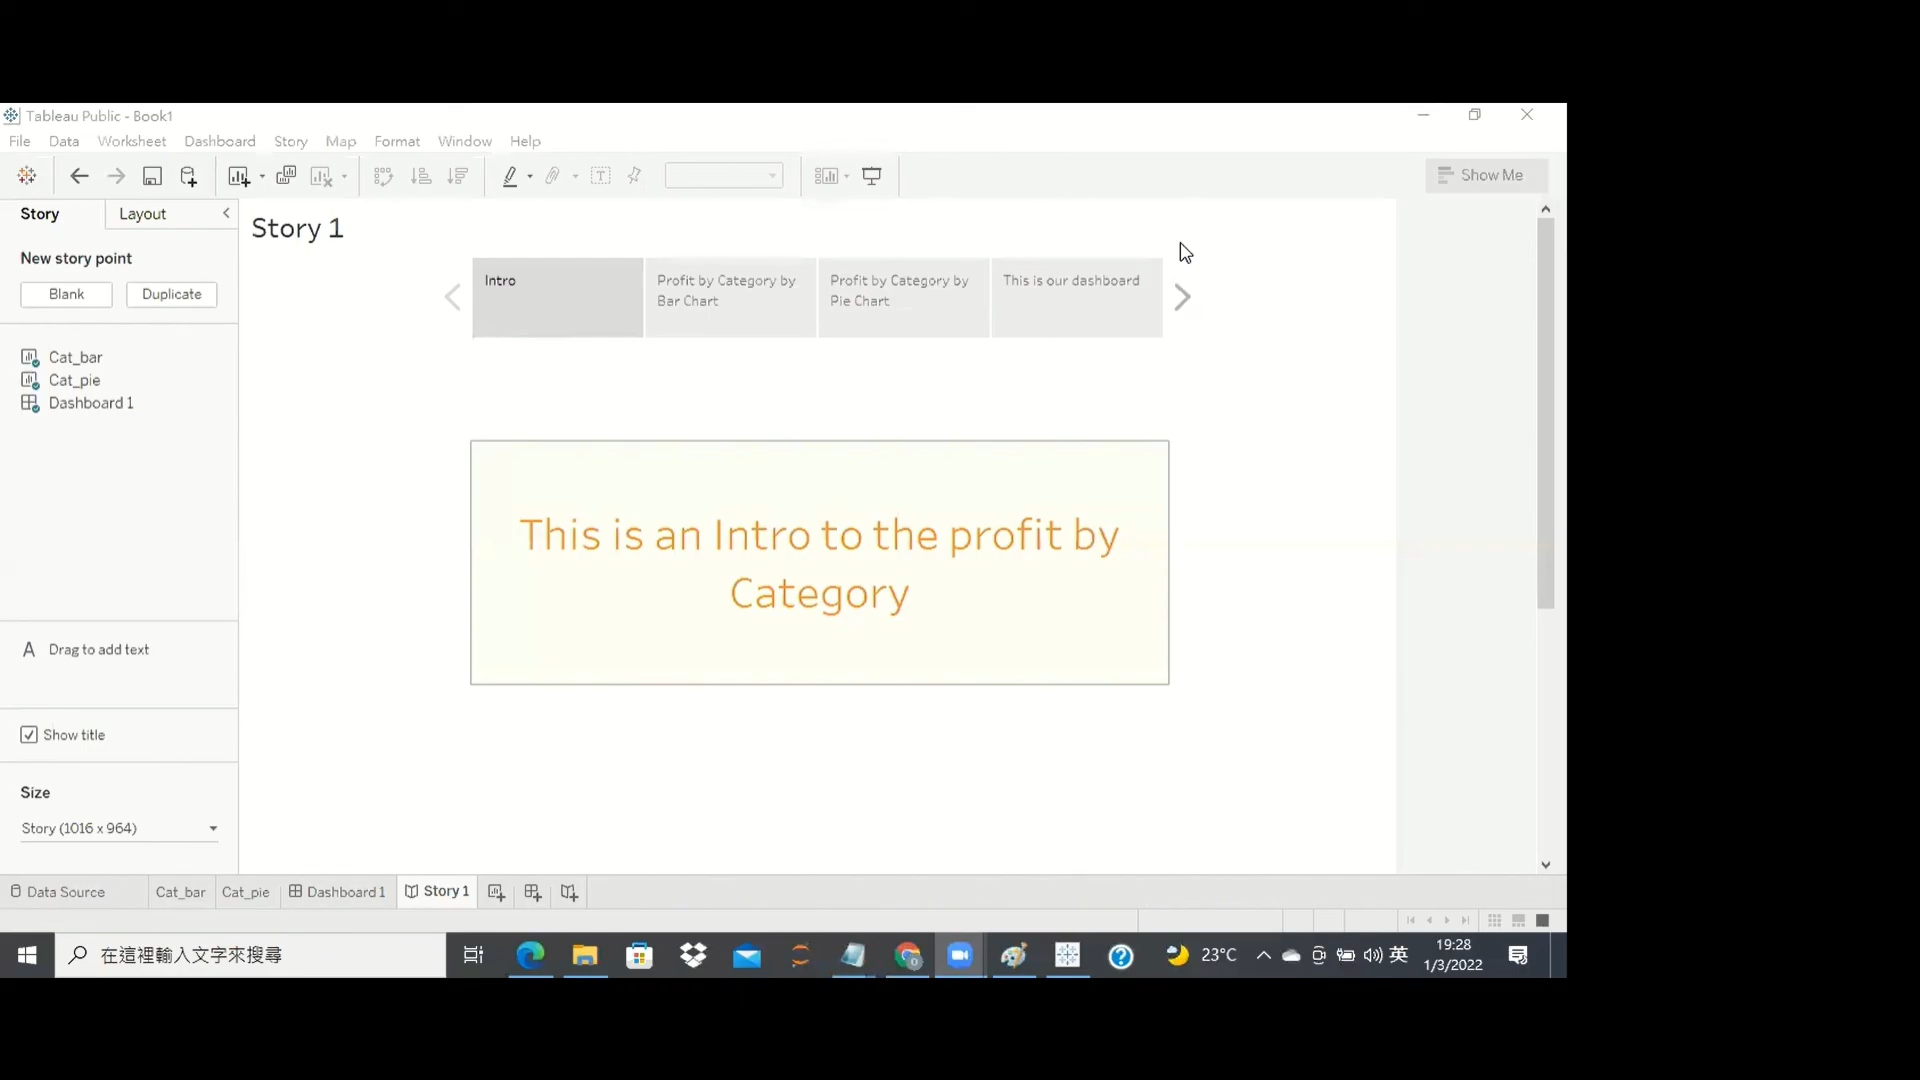 Tableau Public - Book1
File Data Worksheet Dashboard Story Map Format Window Help
Show Me
Story Layout
Story 1
New story point
Blank Duplicate
Intro
Profit by Category by
Bar Chart
Profit by Category by
Pie Chart
This is our dashboard
Cat_bar
Cat_pie
Dashboard 1
This is an Intro to the profit by
Category
A Drag to add text
Show title
Size
Story (1016 x 964)
Data Source Cat_bar Cat_pie Dashboard 1 Story 1
在這裡輸入文字來搜尋
23°C
英
19:28
1/3/2022